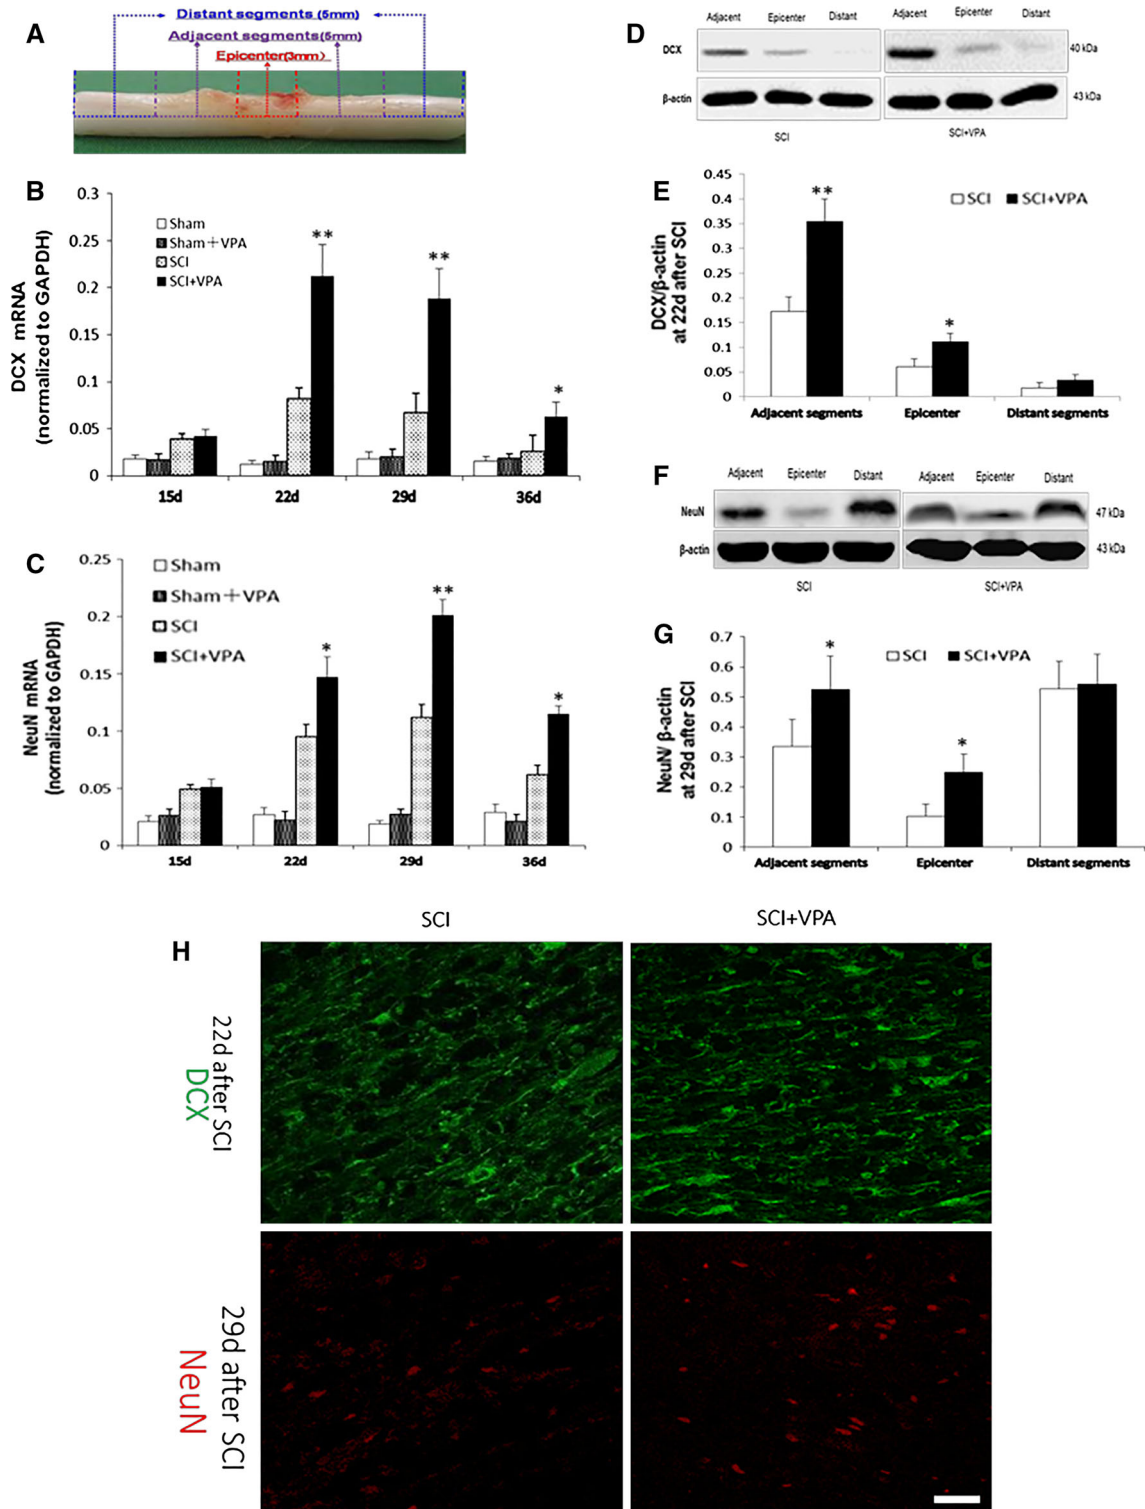 A
Distant segments (5mm)
Adjacent segments(5mm)
Epicenter(3mm)
B
DCX mRNA
(normalized to GAPDH)
0.3
0.25
0.2
0.15
0.1
0.05
0
Sham
Sham+VPA
SCI
SCI+VPA
**
**
*
15d 22d 29d 36d
C
NeuN mRNA
(normalized to GAPDH)
0.25
0.2
0.15
0.1
0.05
0
Sham
Sham+VPA
SCI
SCI+VPA
*
**
*
15d 22d 29d 36d
D
Adjacent Epicenter Distant Adjacent Epicenter Distant
DCX 40 kDa
β-actin 43 kDa
SCI SCI+VPA
E
DCX/β-actin
at 22d after SCI
0.45
0.4
0.35
0.3
0.25
0.2
0.15
0.1
0.05
0
SCI SCI+VPA
**
*
Adjacent segments Epicenter Distant segments
F
Adjacent Epicenter Distant Adjacent Epicenter Distant
NeuN 47 kDa
β-actin 43 kDa
SCI SCI+VPA
G
NeuN/ β-actin
at 29d after SCI
0.7
0.6
0.5
0.4
0.3
0.2
0.1
0
SCI SCI+VPA
*
*
Adjacent segments Epicenter Distant segments
H
SCI SCI+VPA
22d after SCI
DCX
29d after SCI
NeuN